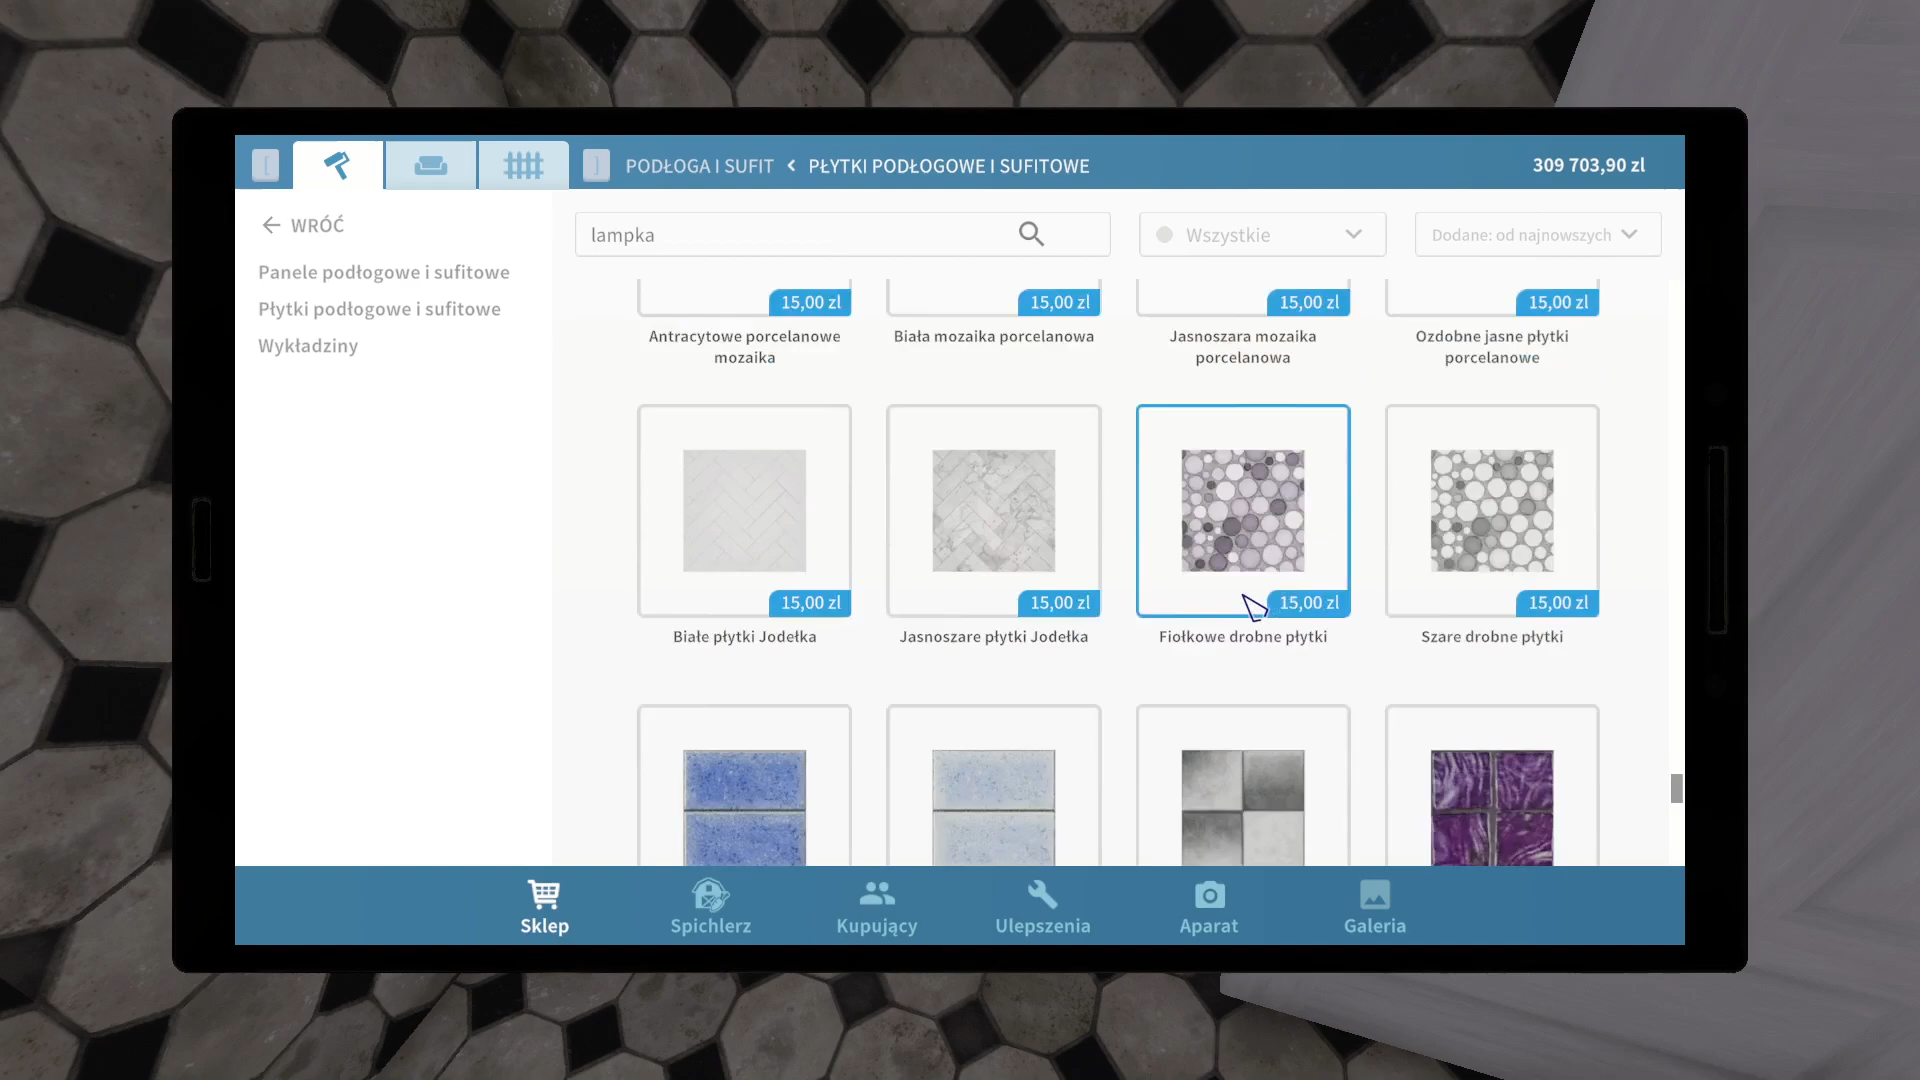 [
]
PODŁOGA I SUFIT < PŁYTKI PODŁOGOWE I SUFITOWE
309 703,90 zl
WRÓĆ
Panele podłogowe i sufitowe
Płytki podłogowe i sufitowe
Wykładziny
lampka
Wszystkie
Dodane: od najnowszych
15,00 zl
15,00 zl
15,00 zl
15,00 zl
Antracytowe porcelanowe
mozaika
Biała mozaika porcelanowa
Jasnoszara mozaika
porcelanowa
Ozdobne jasne płytki
porcelanowe
15,00 zl
15,00 zl
15,00 zl
15,00 zl
Białe płytki Jodełka
Jasnoszare płytki Jodełka
Fiołkowe drobne płytki
Szare drobne płytki
Sklep
Spichlerz
Kupujący
Ulepszenia
Aparat
Galeria